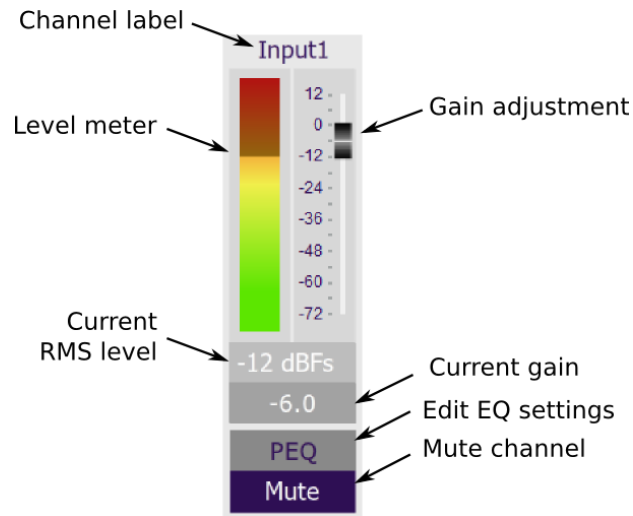 Channel label
Input1
12
0
-12
-24
-36
-48
-60
-72
Gain adjustment
Level meter
Current
RMS level
-12 dBFs
-6.0
Current gain
Edit EQ settings
PEQ
Mute channel
Mute